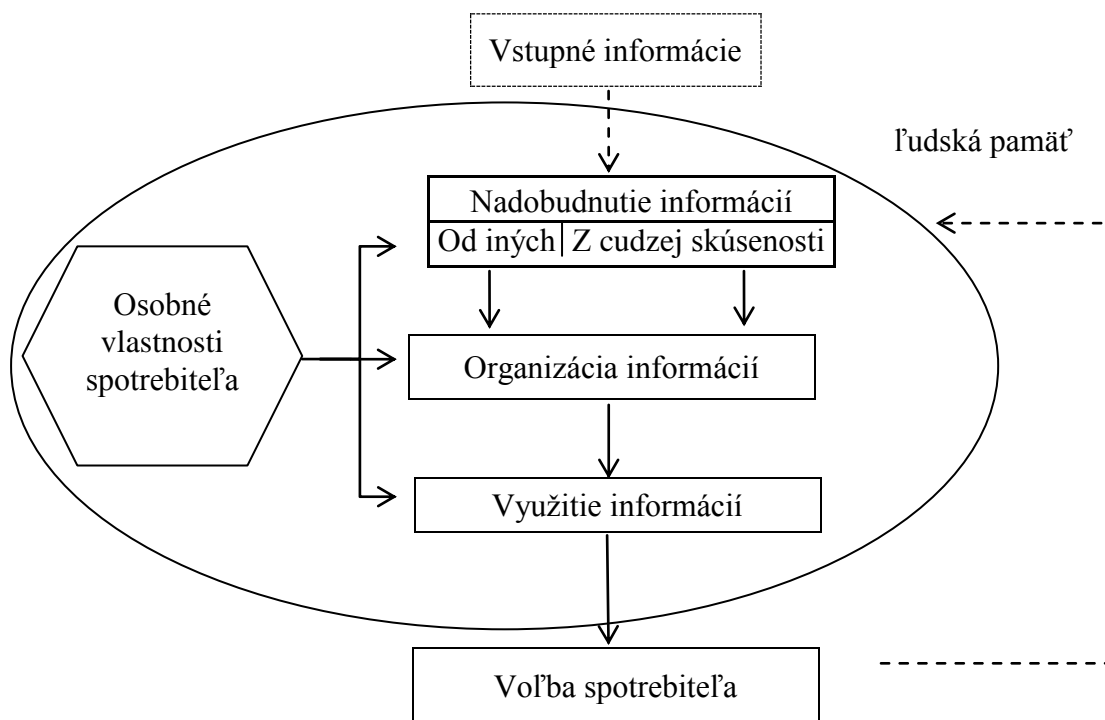 Vstupné informácie
ľudská pamäť
Nadobudnutie informácií
Od iných Z cudzej skúsenosti
Osobné
vlastnosti
spotrebiteľa
Organizácia informácií
Využitie informácií
Voľba spotrebiteľa